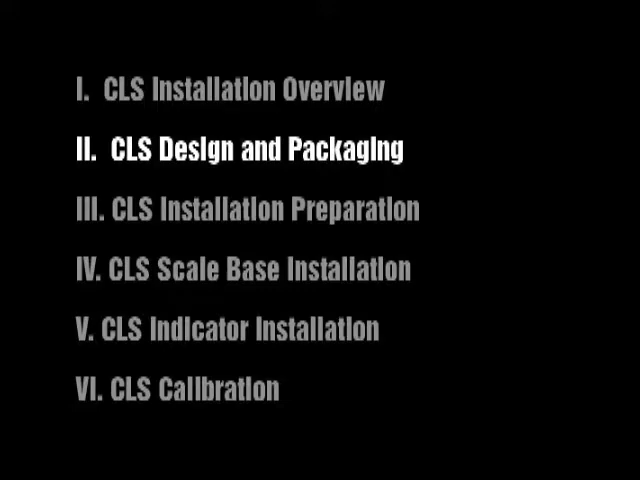 I. CLS Installation Overview
II. CLS Design and Packaging
III. CLS Installation Preparation
IV. CLS Scale Base Installation
V. CLS Indicator Installation
VI. CLS Calibration